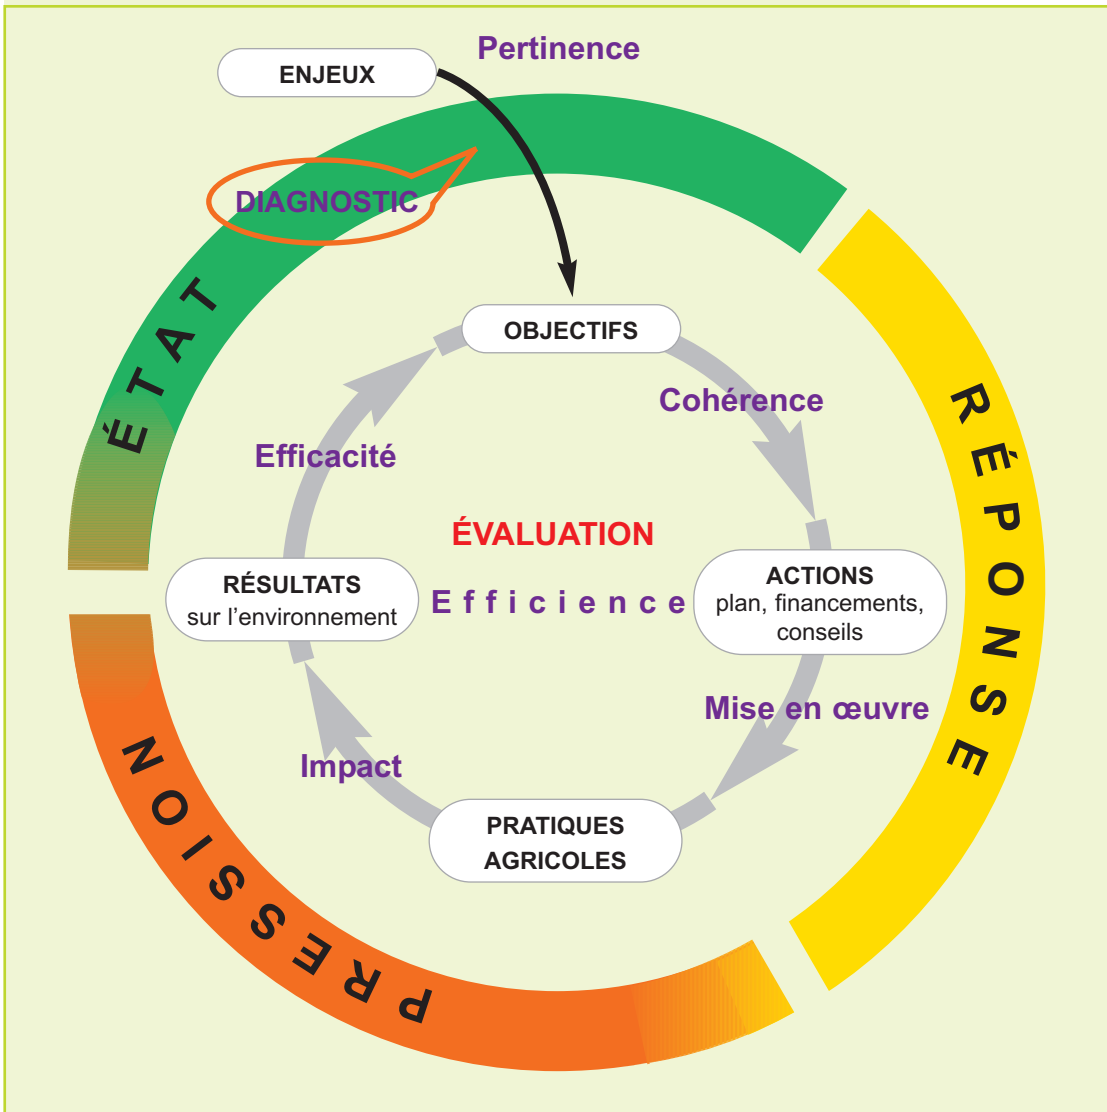 Pertinence
ENJEUX
DIAGNOSTIC
ÉTAT
OBJECTIFS
Cohérence
RÉPONSE
Efficacité
ÉVALUATION
RÉSULTATS
sur l'environnement
Efficience
ACTIONS
plan, financements,
conseils
Mise en œuvre
Impact
PRATIQUES
AGRICOLES
PRESSION